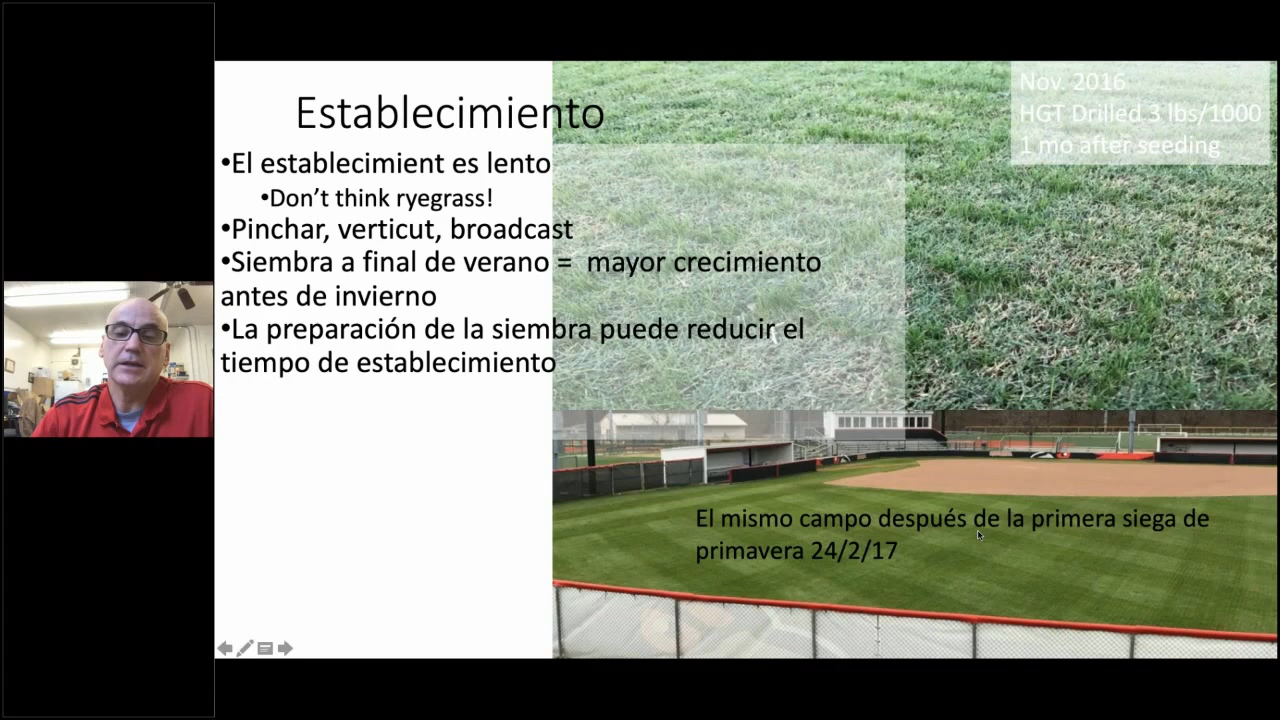 Establecimiento
•El establecimient es lento
•Don’t think ryegrass!
•Pinchar, verticut, broadcast
•Siembra a final de verano = mayor crecimiento
antes de invierno
•La preparación de la siembra puede reducir el
tiempo de establecimiento
Nov. 2016
HGT Drilled 3 lbs/1000
1 mo after seeding
El mismo campo después de la primera siega de
primavera 24/2/17